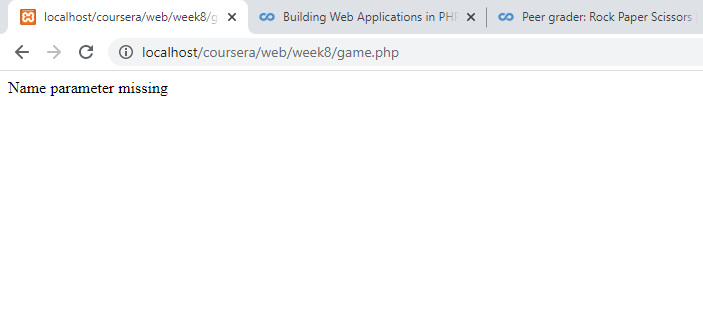 localhost/coursera/web/week8/g
Building Web Applications in PHP
Peer grader: Rock Paper Scissors
localhost/coursera/web/week8/game.php
Name parameter missing